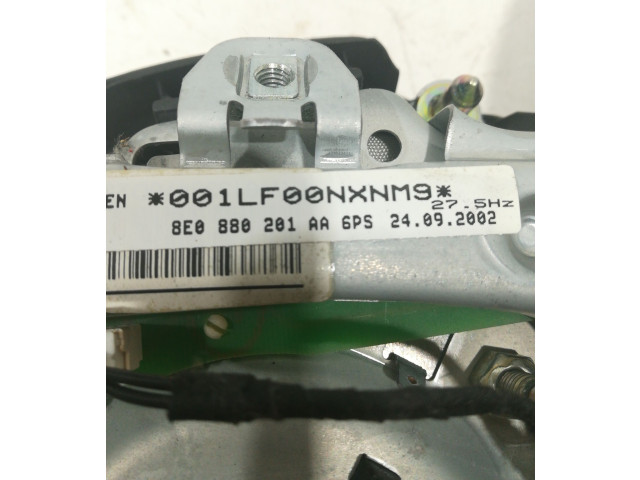 EN *001LF00NXNM9*
27.5Hz
8E0 880 201 AA 6PS 24.09.2002